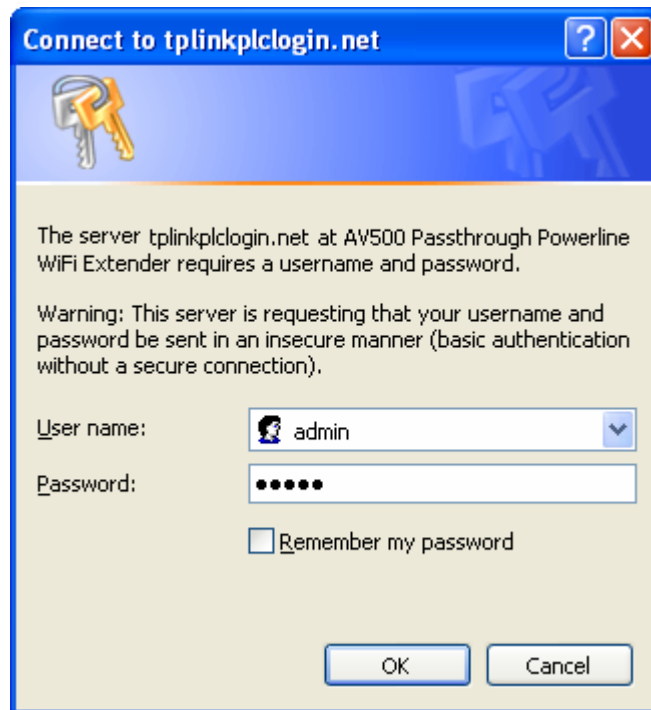 Connect to tplinkplclogin.net
The server tplinkplclogin.net at AV500 Passthrough Powerline
WiFi Extender requires a username and password.
Warning: This server is requesting that your username and
password be sent in an insecure manner (basic authentication
without a secure connection).
User name:
admin
Password:
•••••
Remember my password
OK
Cancel